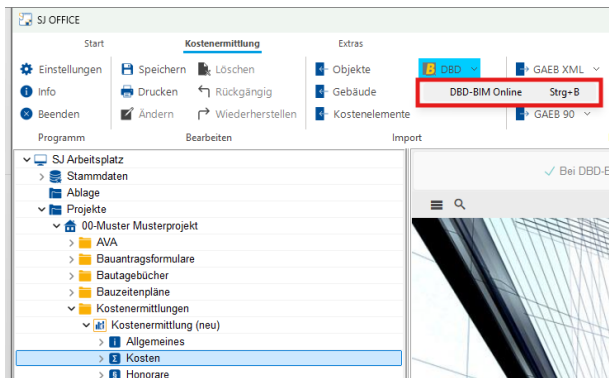 SJ OFFICE
Start Kostenermittlung Extras
Einstellungen Speichern Löschen Objekte DBD GAEB XML
Info Drucken Rückgängig Gebäude DBD-BIM Online Strg+B
Beenden Ändern Wiederherstellen Kostenelemente GAEB 90
Programm Bearbeiten Import
SJ Arbeitsplatz
Stammdaten
Bei DBD-B
Ablage
Projekte
00-Muster Musterprojekt
AVA
Bauantragsformulare
Bautagebücher
Bauzeitenpläne
Kostenermittlungen
Kostenermittlung (neu)
Allgemeines
Kosten
Honorare